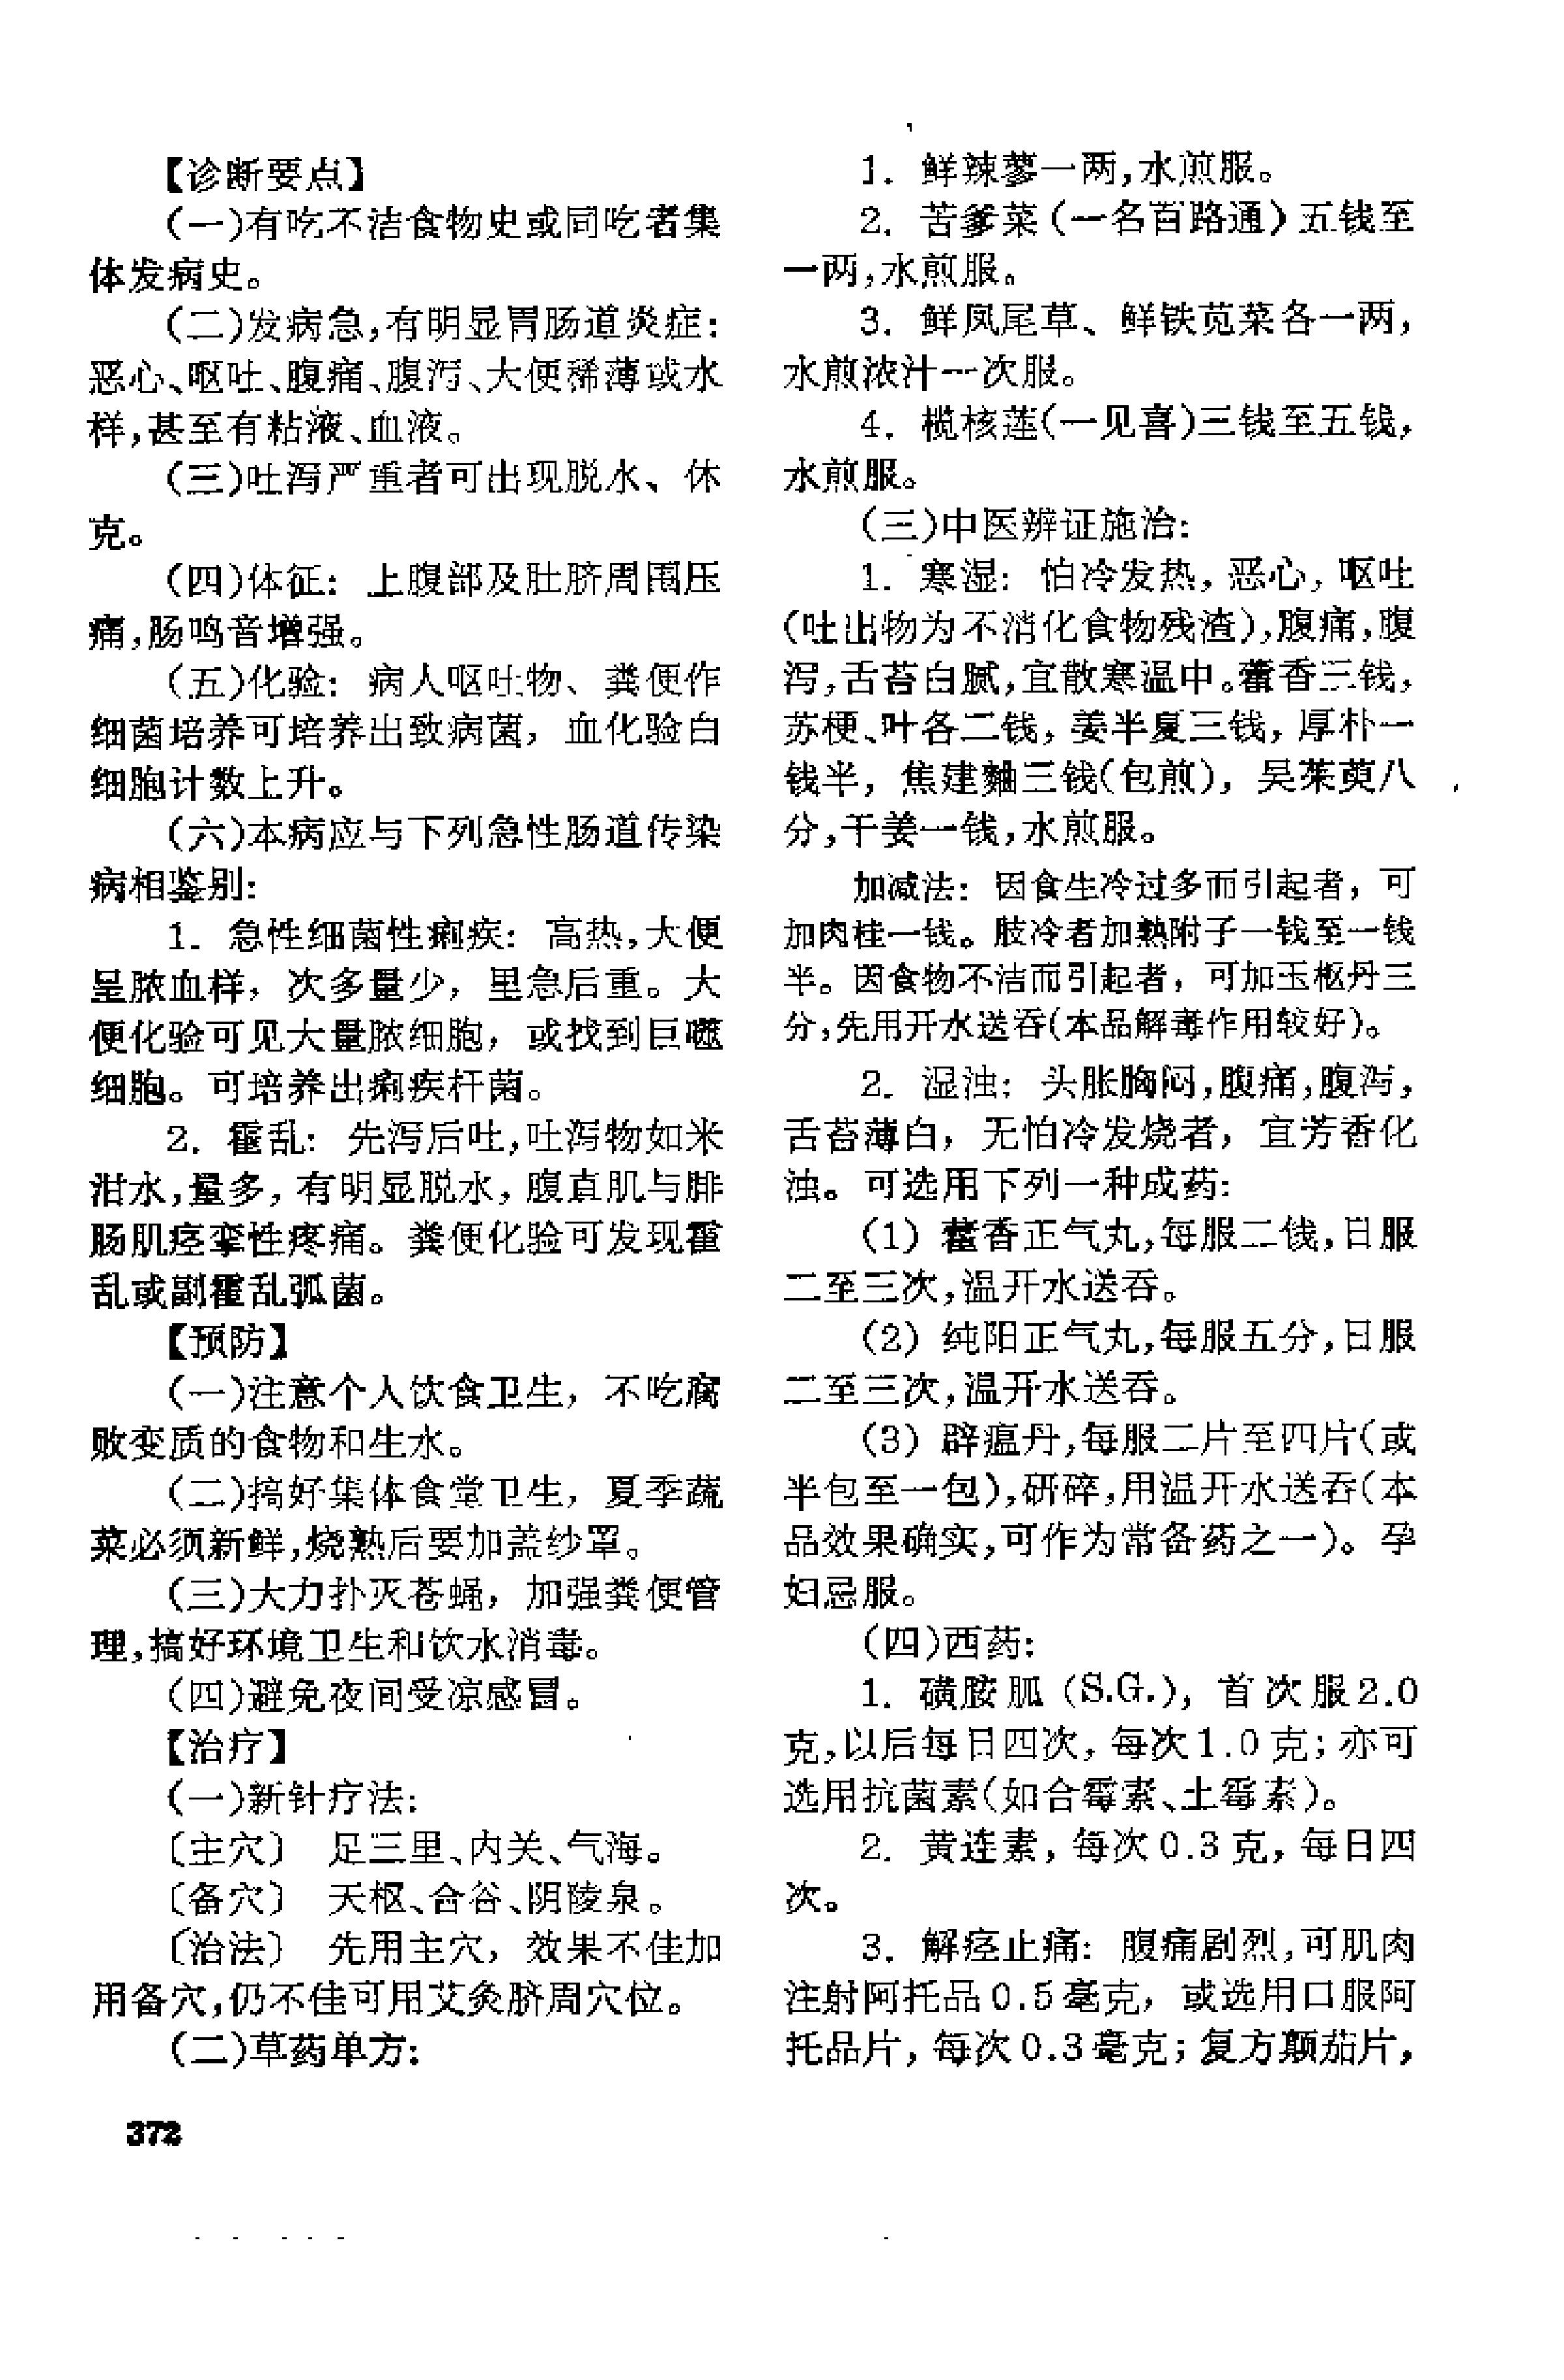 【诊断要点】
(一)有吃不洁食物史或同吃者集
体发病史。
(二)发病急,有明显胃肠道炎症:
恶心、呕吐、腹痛、腹泻、大便稀薄或水
样,甚至有粘液、血液。
(三)吐泻严重者可出现脱水、休
克。
(四)体征: 上腹部及肚脐周围压
痛,肠鸣音增强。
(五)化验: 病人呕吐物、粪便作
细菌培养可培养出致病菌, 血化验白
细胞计数上升。
(六)本病应与下列急性肠道传染
病相鉴别:
1. 急性细菌性痢疾: 高热,大便
呈脓血样, 次多量少, 里急后重。大
便化验可见大量脓细胞, 或找到巨噬
细胞。可培养出痢疾杆菌。
2. 霍乱: 先泻后吐,吐泻物如米
泔水,量多, 有明显脱水, 腹直肌与腓
肠肌痉挛性疼痛。粪便化验可发现霍
乱或副霍乱弧菌。
【预防】
(一)注意个人饮食卫生, 不吃腐
败变质的食物和生水。
(二)搞好集体食堂卫生, 夏季蔬
菜必须新鲜,烧熟后要加盖纱罩。
(三)大力扑灭苍蝇, 加强粪便管
理,搞好环境卫生和饮水消毒。
(四)避免夜间受凉感冒。
【治疗】
(一)新针疗法:
〔主穴〕 足三里、内关、气海。
〔备穴〕 天枢、合谷、阴陵泉。
〔治法〕 先用主穴, 效果不佳加
用备穴,仍不佳可用艾灸脐周穴位。
(二)草药单方:
1. 鲜辣蓼一两,水煎服。
2. 苦爹菜(一名百路通)五钱至
一两,水煎服。
3. 鲜凤尾草、鲜铁苋菜各一两,
水煎浓汁一次服。
4. 榄核莲(一见喜)三钱至五钱,
水煎服。
(三)中医辨证施治:
1. 寒湿: 怕冷发热, 恶心, 呕吐
(吐出物为不消化食物残渣),腹痛,腹
泻,舌苔白腻,宜散寒温中。藿香三钱,
苏梗、叶各二钱, 姜半夏三钱, 厚朴一
钱半, 焦建麯三钱(包煎), 吴茱萸八
分,干姜一钱,水煎服。
加减法: 因食生冷过多而引起者, 可
加肉桂一钱。肢冷者加熟附子一钱至一钱
半。因食物不洁而引起者, 可加玉枢丹三
分,先用开水送吞(本品解毒作用较好)。
2. 湿浊: 头胀胸闷,腹痛,腹泻,
舌苔薄白, 无怕冷发烧者, 宜芳香化
浊。可选用下列一种成药:
(1) 藿香正气丸,每服二钱,日服
二至三次,温开水送吞。
(2) 纯阳正气丸,每服五分,日服
二至三次,温开水送吞。
(3) 辟瘟丹,每服二片至四片(或
半包至一包),研碎,用温开水送吞(本
品效果确实,可作为常备药之一)。孕
妇忌服。
(四)西药:
1. 磺胺胍 (S.G.), 首次服2.0
克,以后每日四次, 每次1.0克; 亦可
选用抗菌素(如合霉素、土霉素)。
2. 黄连素, 每次0.3克, 每日四
次。
3. 解痉止痛: 腹痛剧烈,可肌肉
注射阿托品0.5毫克, 或选用口服阿
托品片, 每次0.3毫克; 复方颠茄片,
372